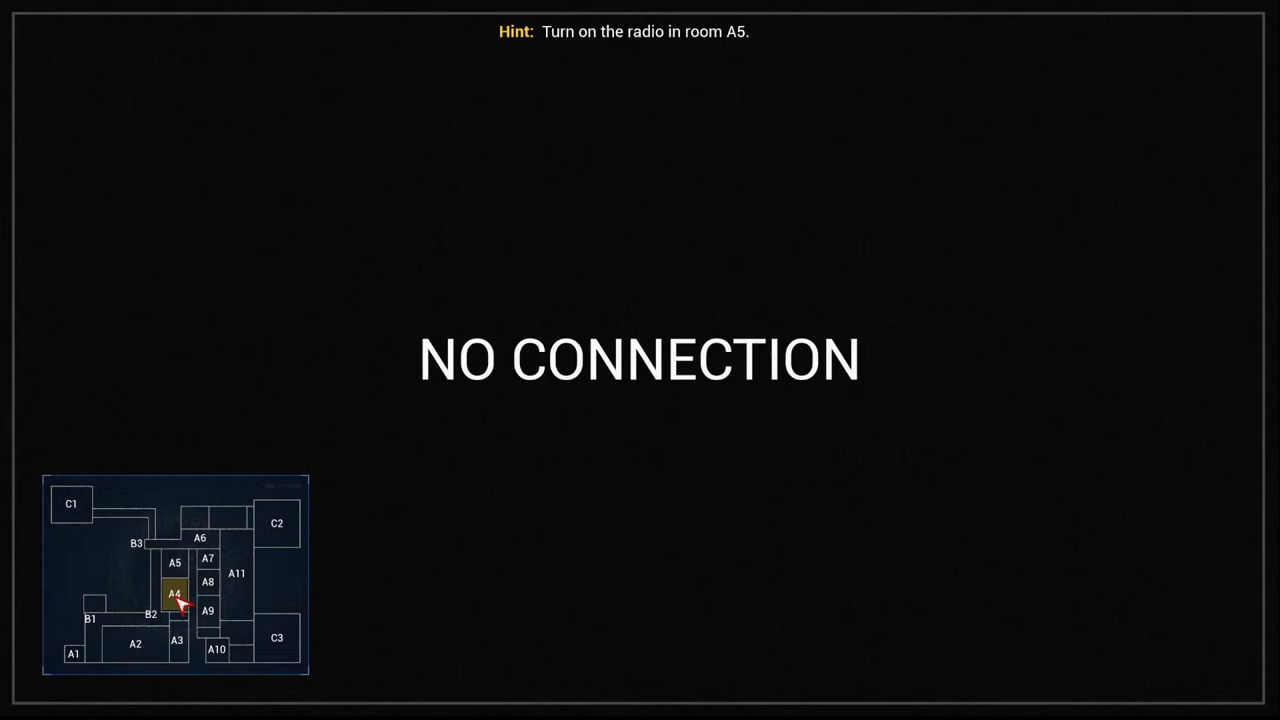 Hint: Turn on the radio in room A5.
NO CONNECTION
C1
C2
B3
A6
A5
A7
A11
A8
A4
A9
B2
B1
A3
C3
A2
A10
A1